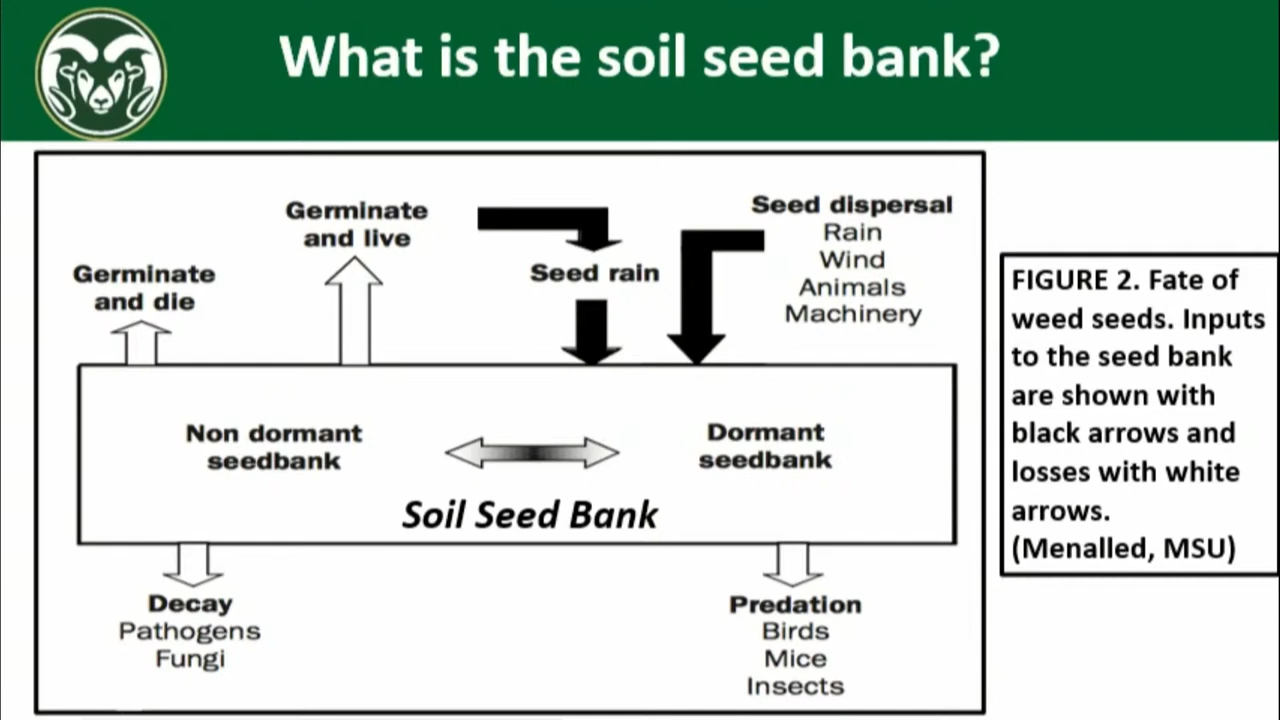 What is the soil seed bank?
Germinate
and live
Germinate
and die
Seed rain
Seed dispersal
Rain
Wind
Animals
Machinery
Non dormant
seedbank
Dormant
seedbank
Soil Seed Bank
Decay
Pathogens
Fungi
Predation
Birds
Mice
Insects
FIGURE 2. Fate of
weed seeds. Inputs
to the seed bank
are shown with
black arrows and
losses with white
arrows.
(Menalled, MSU)